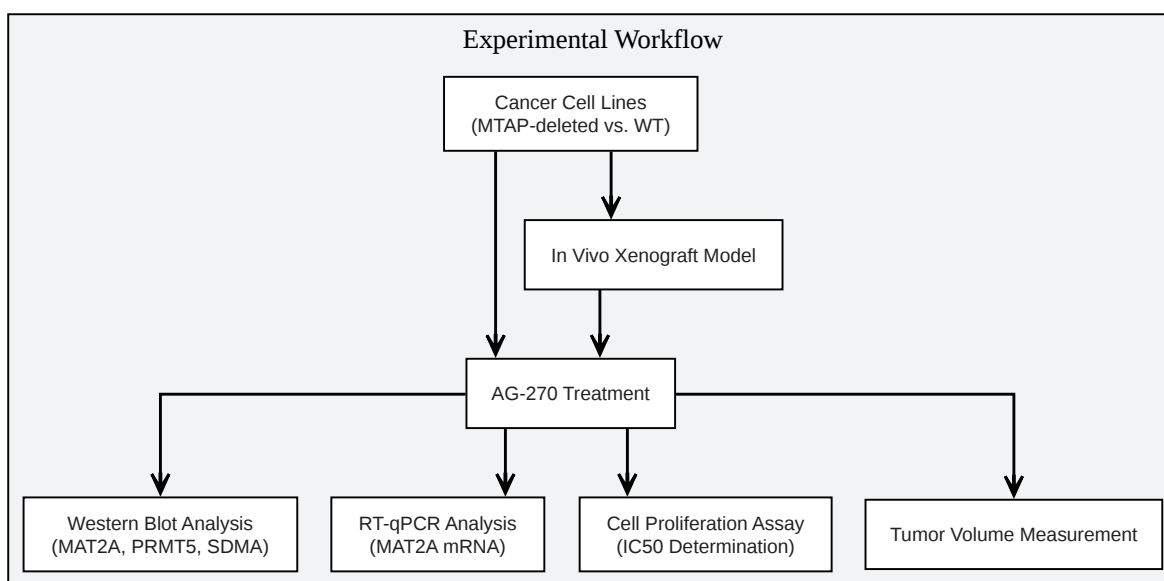 Experimental Workflow
Cancer Cell Lines
(MTAP-deleted vs. WT)
In Vivo Xenograft Model
AG-270 Treatment
Western Blot Analysis
(MAT2A, PRMT5, SDMA)
RT-qPCR Analysis
(MAT2A mRNA)
Cell Proliferation Assay
(IC50 Determination)
Tumor Volume Measurement